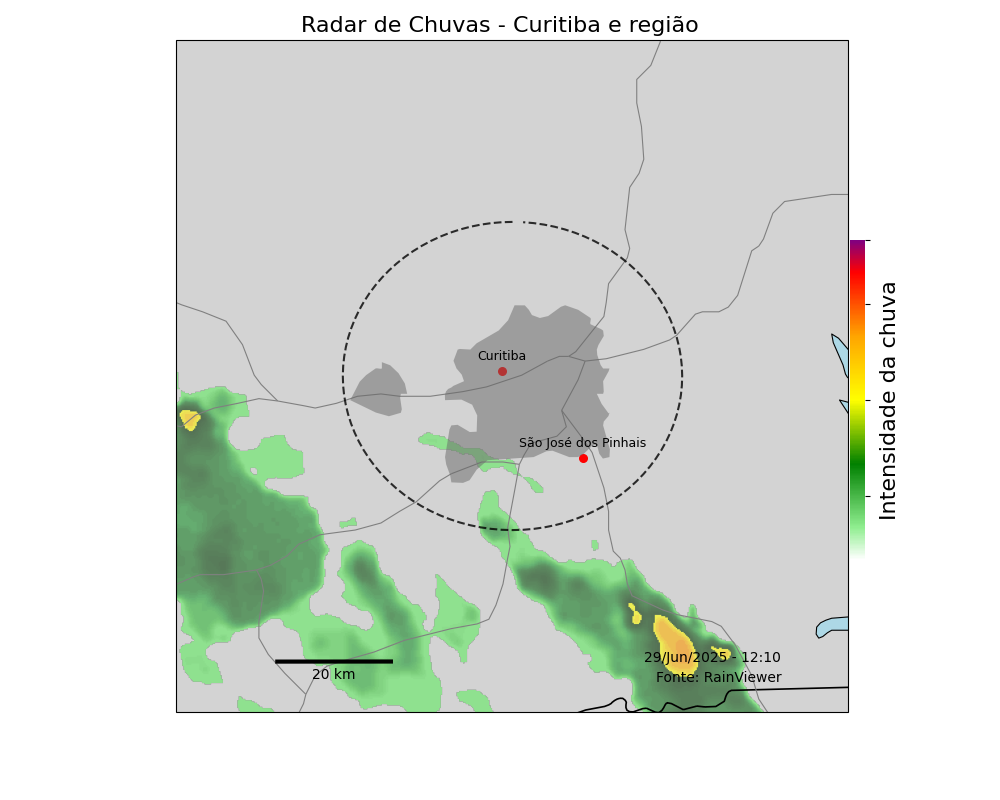 Radar de Chuvas - Curitiba e região
Curitiba
São José dos Pinhais
Intensidade da chuva
29/Jun/2025 - 12:10
Fonte: RainViewer
20 km